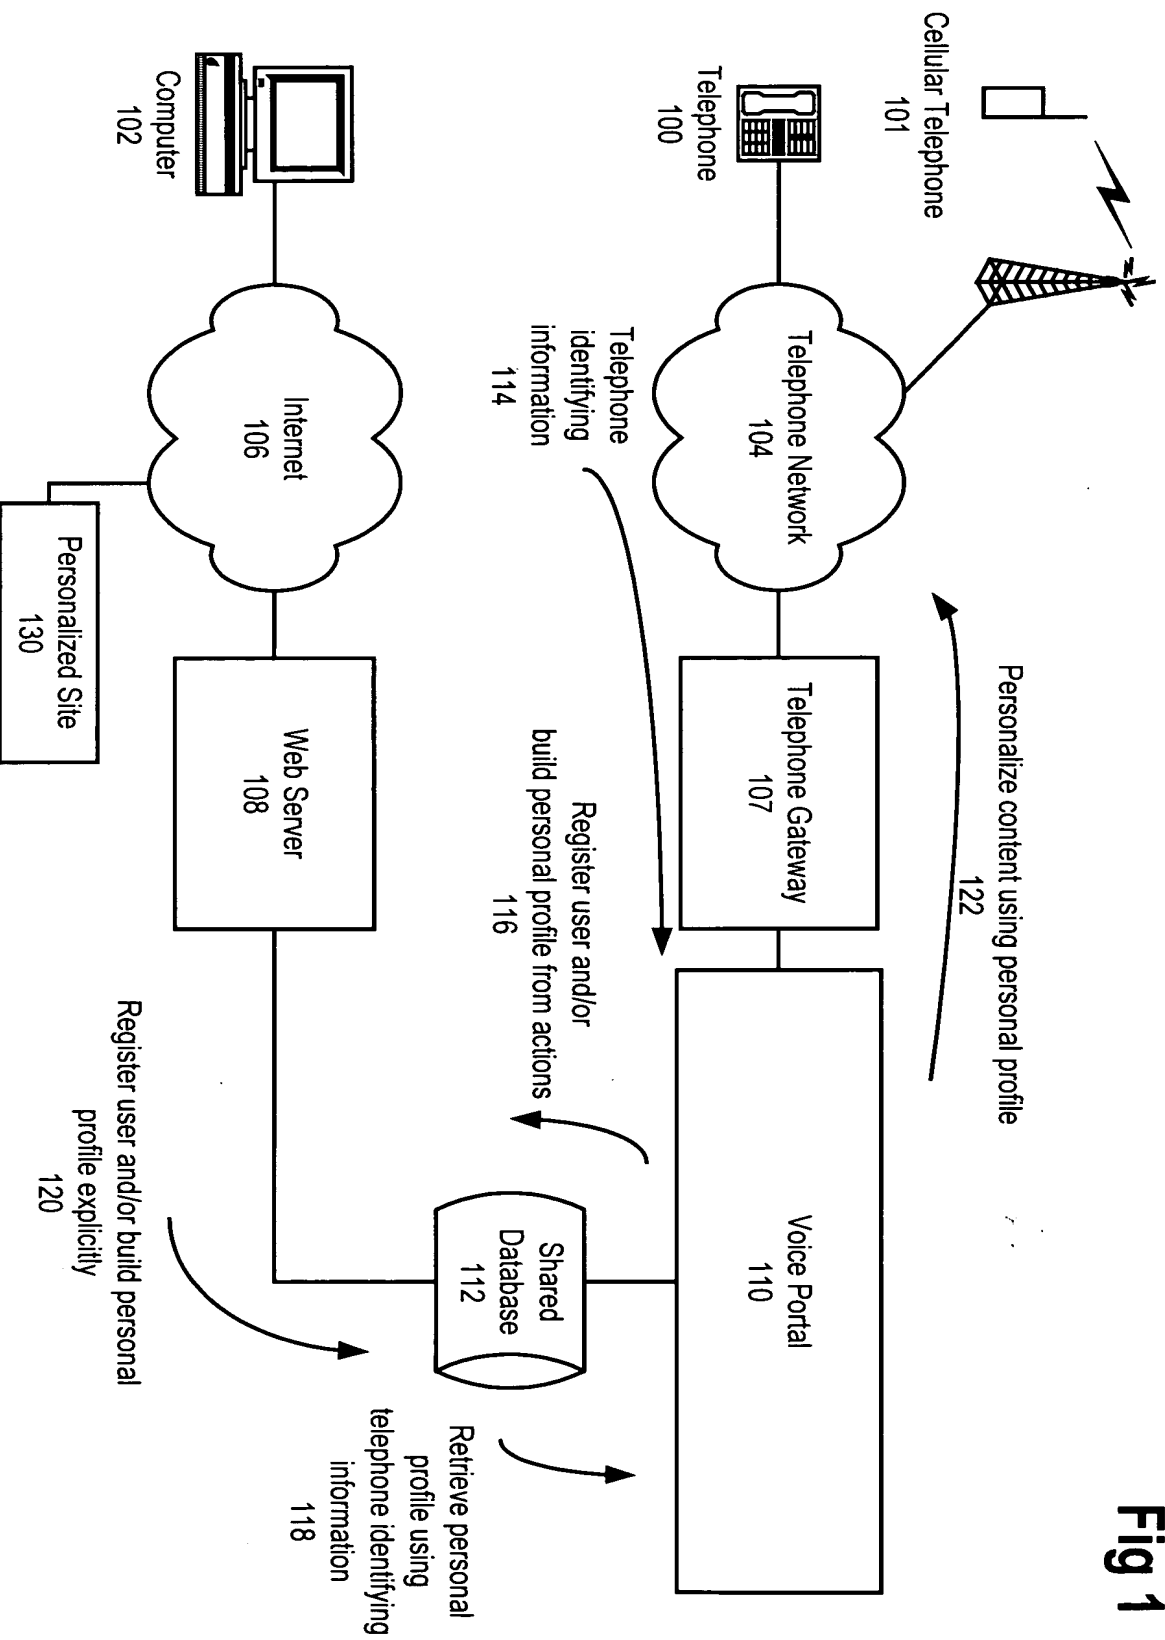 Fig 1
Cellular Telephone
101
Telephone
100
Computer
102
Telephone Network
104
Internet
106
Telephone
identifying
information
114
Personalized Site
130
Telephone Gateway
107
Web Server
108
Personalize content using personal profile
122
Register user and/or
build personal profile from actions
116
Voice Portal
110
Shared
Database
112
Register user and/or build personal
profile explicitly
120
Retrieve personal
profile using
telephone identifying
information
118